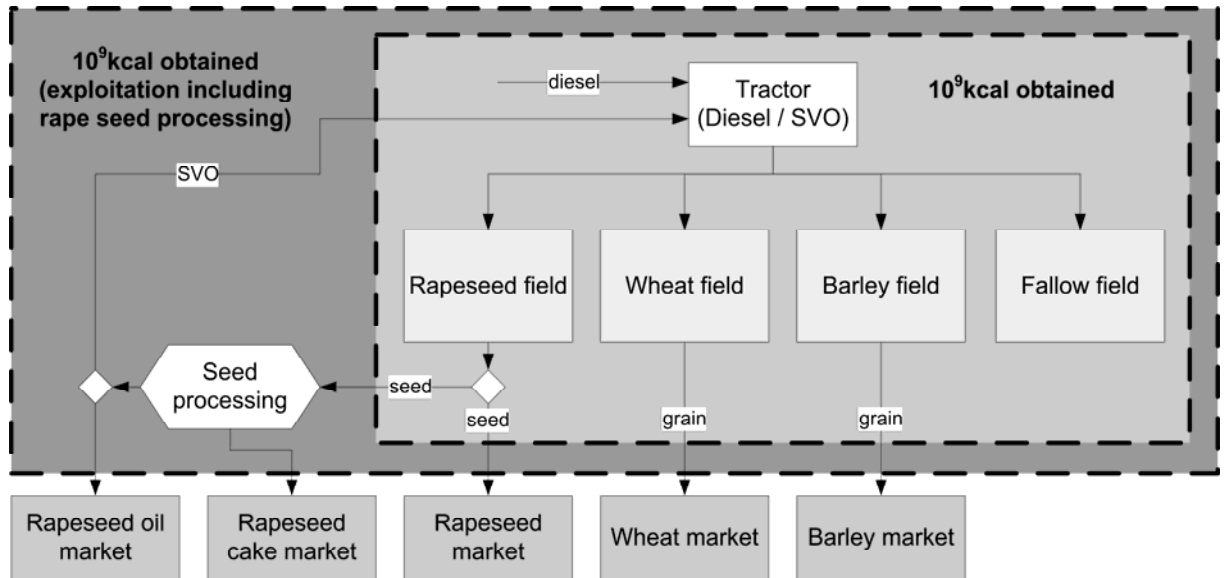 10⁹kcal obtained
(exploitation including
rape seed processing)
diesel
Tractor
(Diesel / SVO)
10⁹kcal obtained
SVO
Rapeseed field
Wheat field
Barley field
Fallow field
Seed
processing
seed
seed
grain
grain
Rapeseed oil
market
Rapeseed
cake market
Rapeseed
market
Wheat market
Barley market